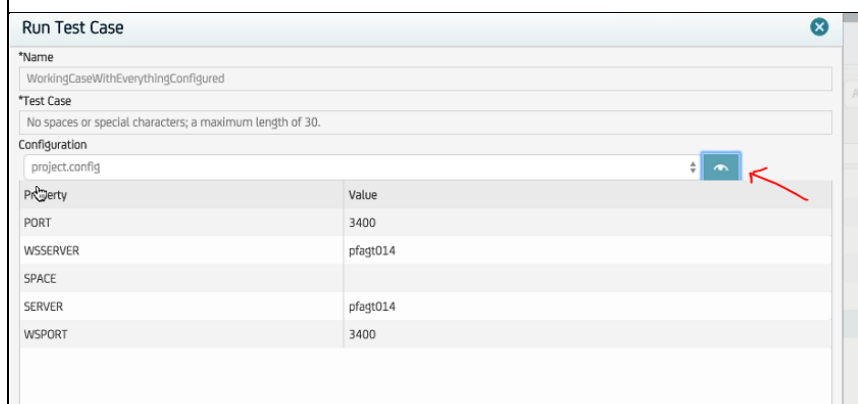 Run Test Case
*Name
WorkingCaseWithEverythingConfigured
*Test Case
No spaces or special characters; a maximum length of 30.
Configuration
project.config
Property Value
PORT 3400
WSSERVER pfagt014
SPACE
SERVER pfagt014
WSPORT 3400